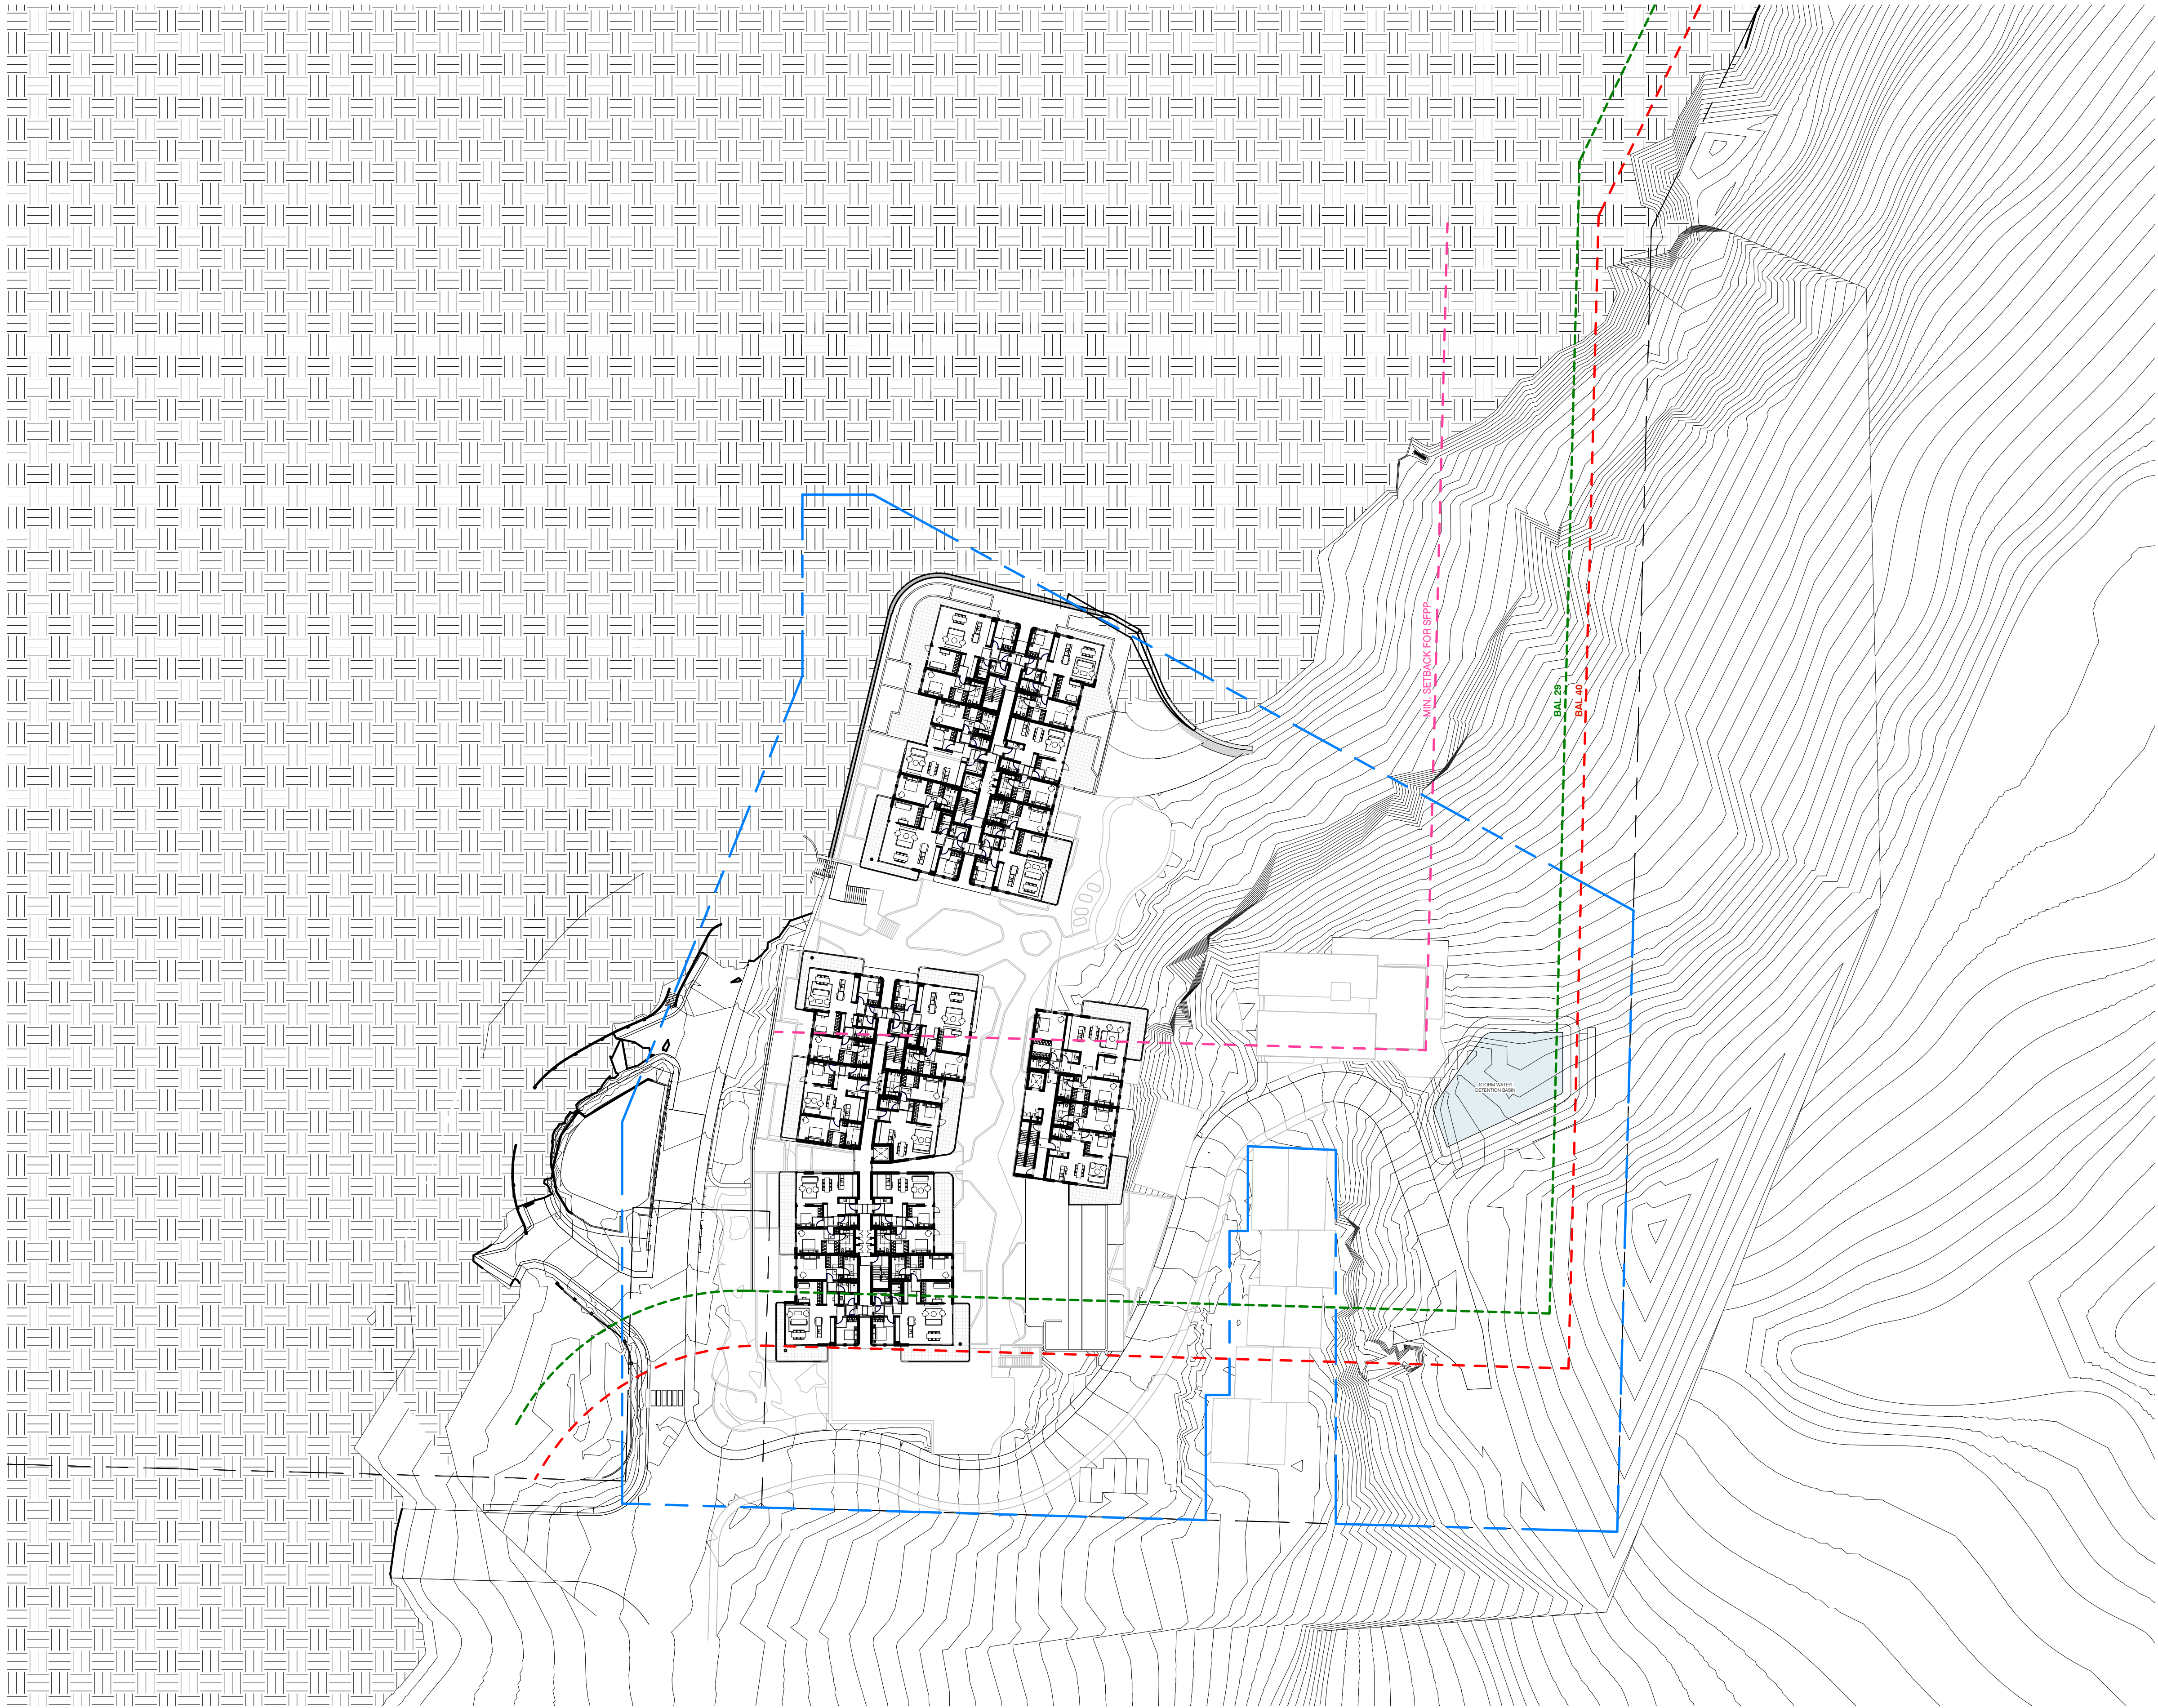 MIN. SETBACK FOR SFPP
BAL 29
BAL 40
STORM WATER
DETENTION BASIN